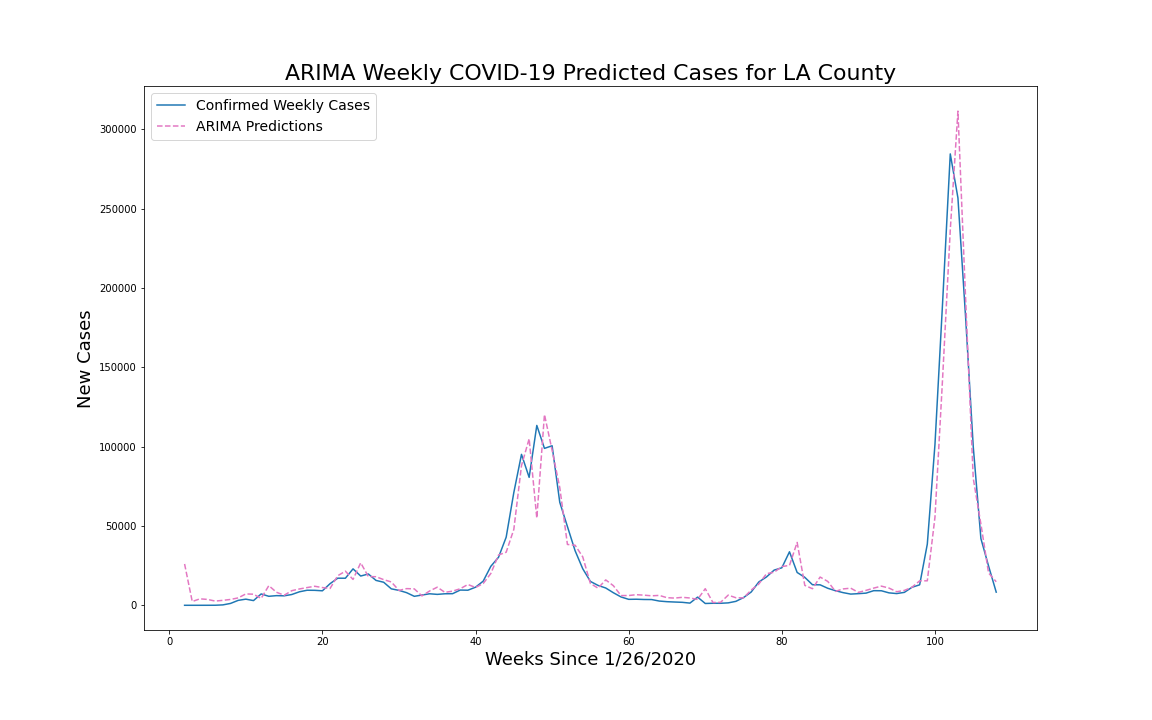 ARIMA Weekly COVID-19 Predicted Cases for LA County
Confirmed Weekly Cases
ARIMA Predictions
New Cases
300000
250000
200000
150000
100000
50000
0
0 20 40 60 80 100
Weeks Since 1/26/2020